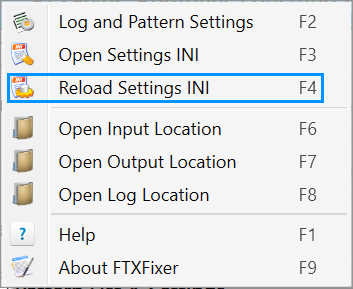 Log and Pattern Settings F2
Open Settings INI F3
Reload Settings INI F4
Open Input Location F6
Open Output Location F7
Open Log Location F8
Help F1
About FTXFixer F9